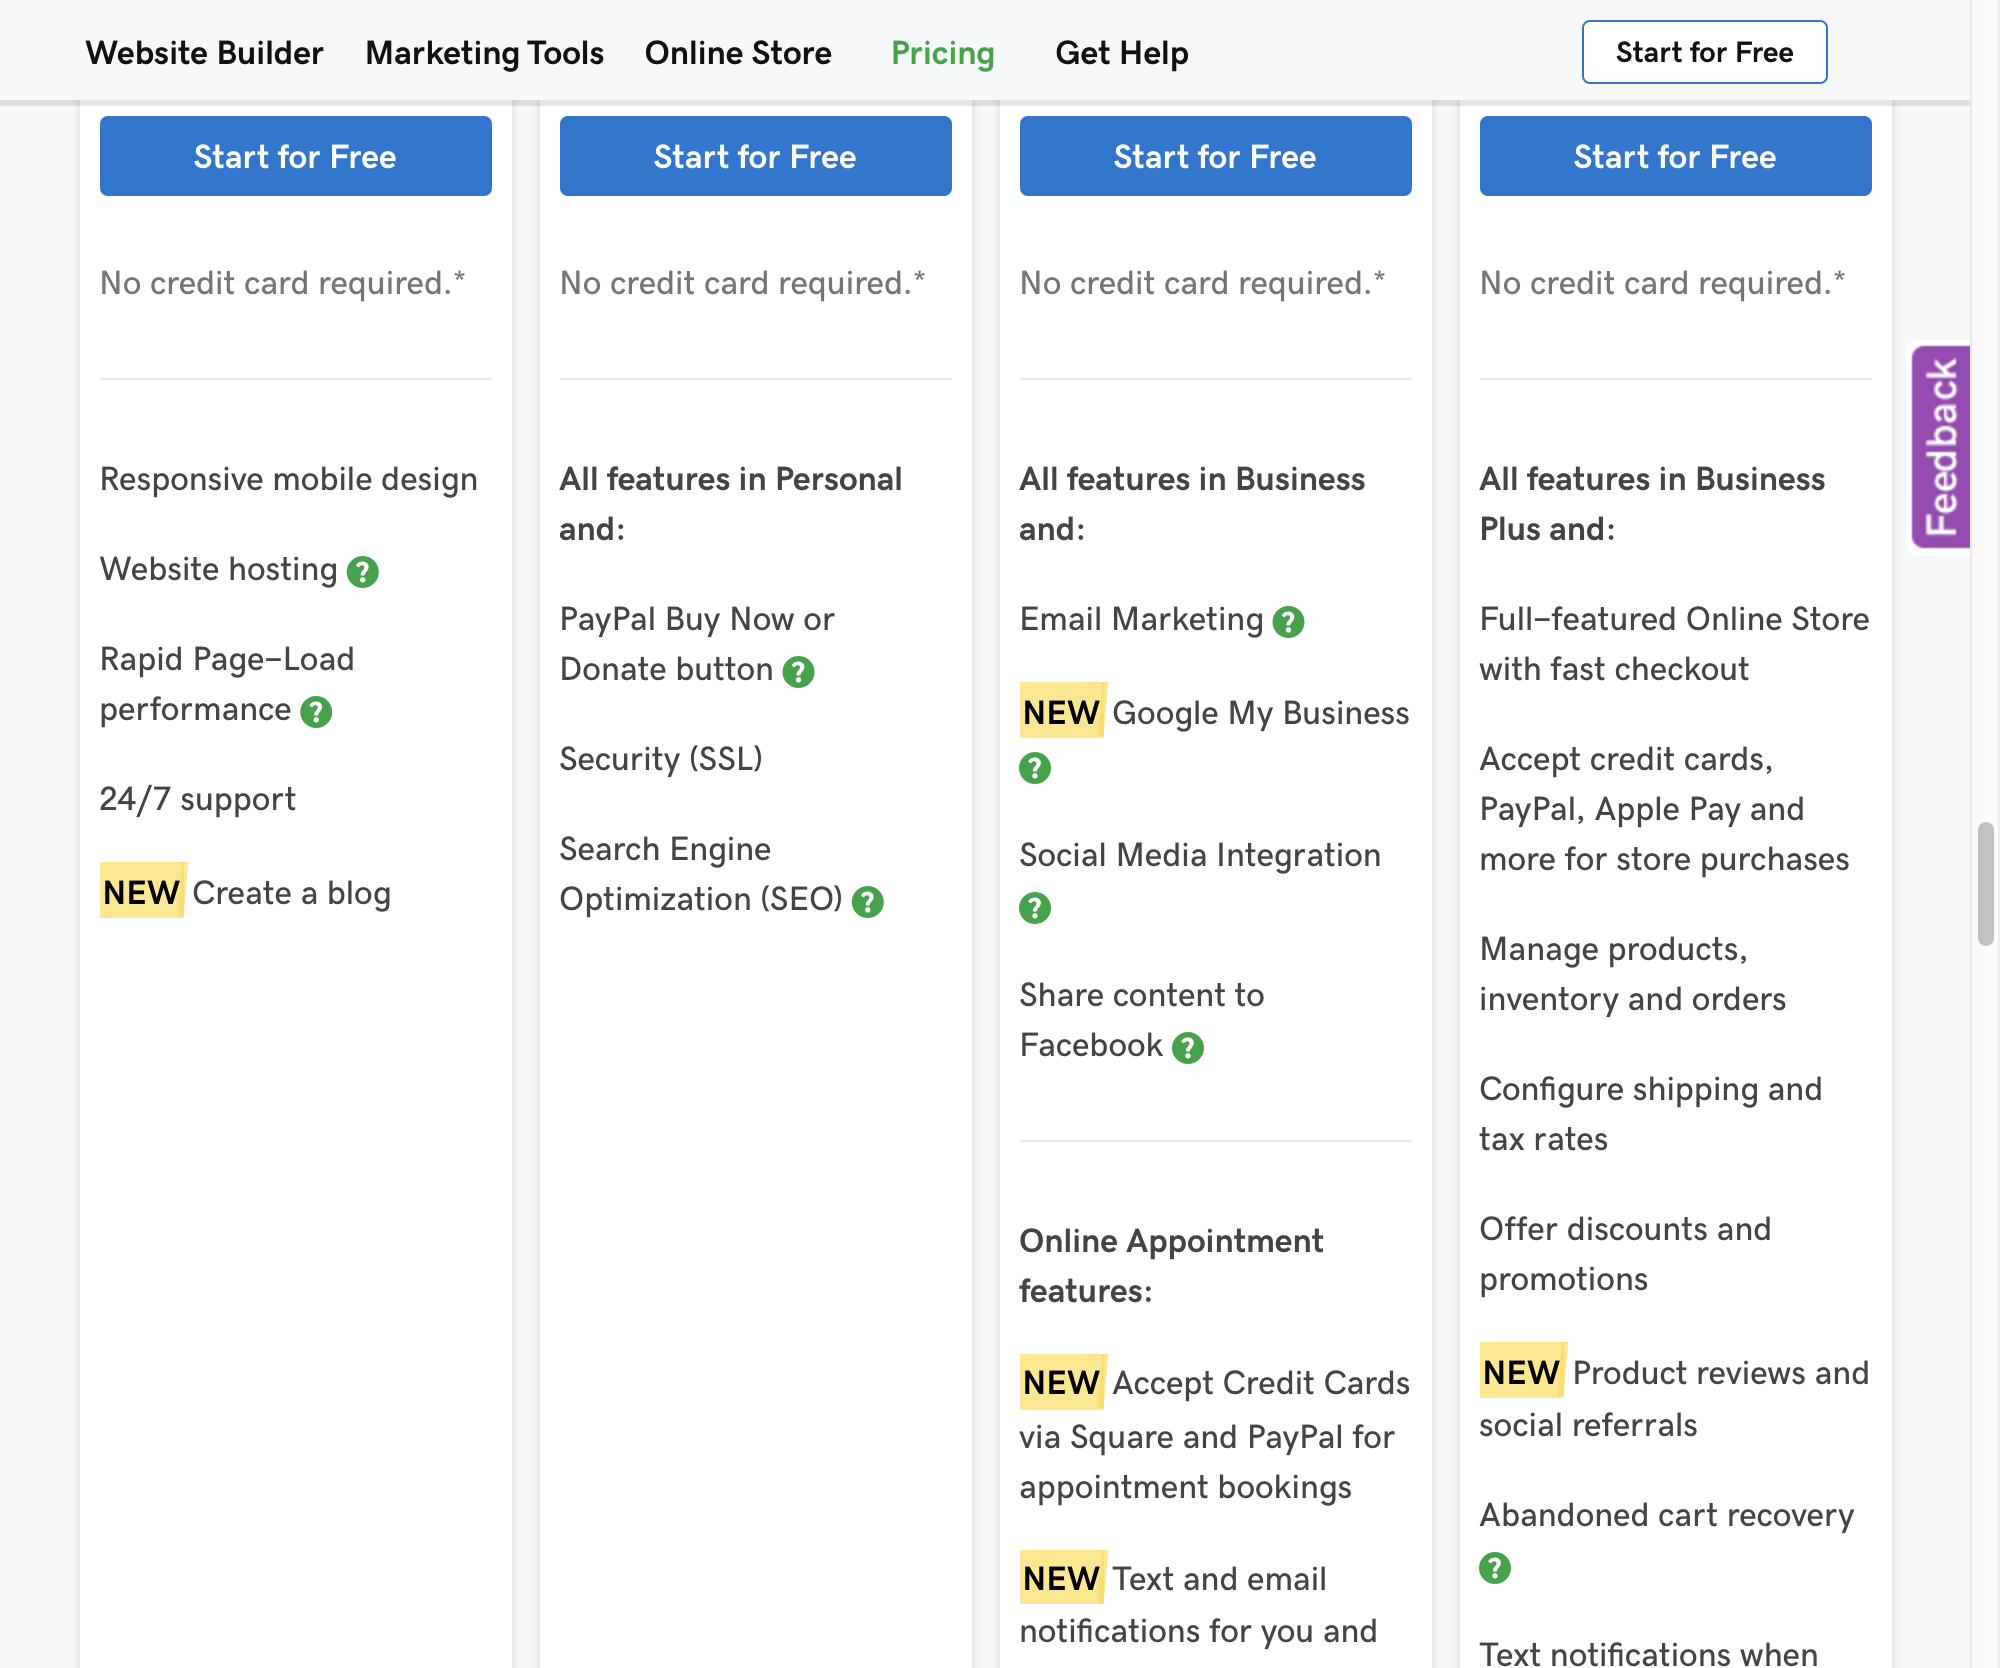 Website Builder Marketing Tools Online Store Pricing Get Help Start for Free
Start for Free
No credit card required.*
Responsive mobile design
Website hosting ?
Rapid Page-Load
performance ?
24/7 support
NEW Create a blog
Start for Free
No credit card required.*
All features in Personal
and:
PayPal Buy Now or
Donate button ?
Security (SSL)
Search Engine
Optimization (SEO) ?
Start for Free
No credit card required.*
All features in Business
and:
Email Marketing ?
NEW Google My Business
?
Social Media Integration
?
Share content to
Facebook ?
Online Appointment
features:
NEW Accept Credit Cards
via Square and PayPal for
appointment bookings
NEW Text and email
notifications for you and
Start for Free
No credit card required.*
All features in Business
Plus and:
Full-featured Online Store
with fast checkout
Accept credit cards,
PayPal, Apple Pay and
more for store purchases
Manage products,
inventory and orders
Configure shipping and
tax rates
Offer discounts and
promotions
NEW Product reviews and
social referrals
Abandoned cart recovery
?
Text notifications when
Feedback